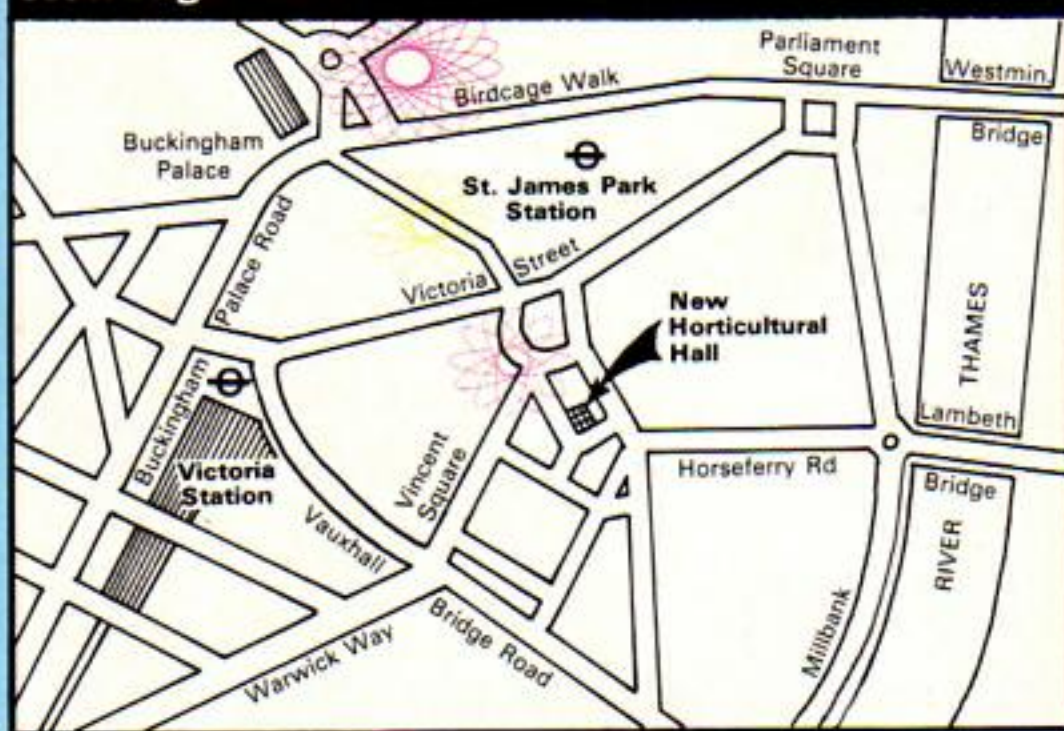 Parliament
Square
Westmin.
Birdcage Walk
Bridge
Buckingham
Palace
St. James Park
Station
Palace Road
Victoria Street
New
Horticultural
Hall
THAMES
Lambeth
Buckingham
Victoria
Station
Vincent
Square
Horseferry Rd
Bridge
Vauxhall
RIVER
Millbank
Bridge Road
Warwick Way